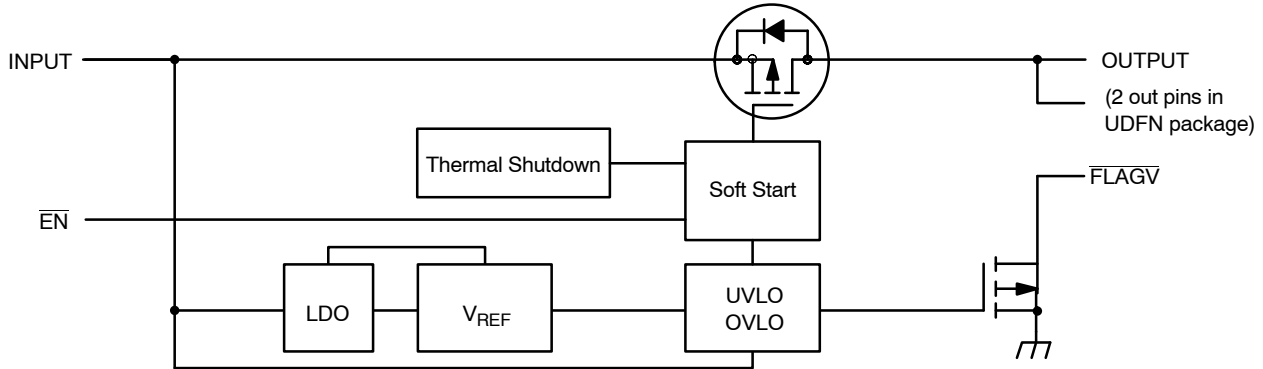 INPUT
OUTPUT
(2 out pins in
UDFN package)
Thermal Shutdown
Soft Start
FLAGV
EN
LDO
VREF
UVLO
OVLO